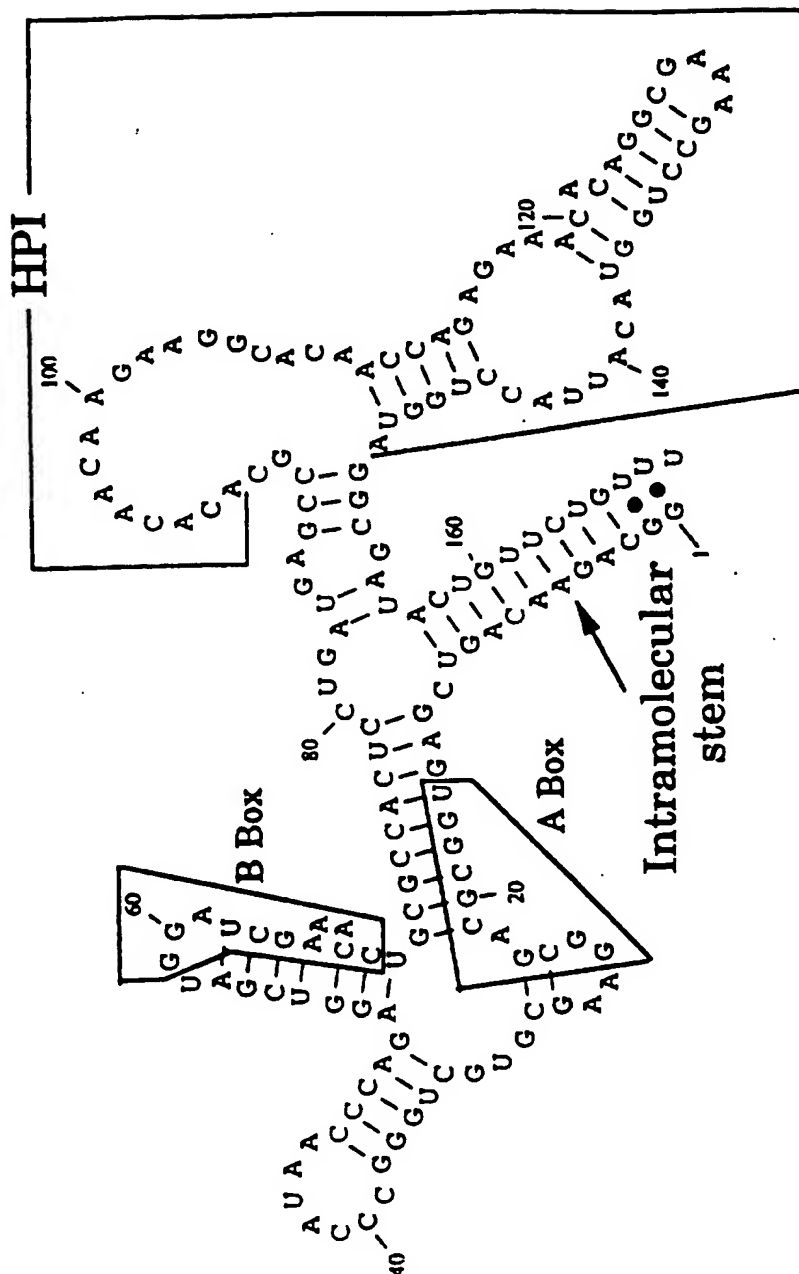 HPI
100
120
140
160
80
60
20
40
1
B Box
A Box
Intramolecular
stem
G G C A G A A C A G U C G A G U G G C G C
A G C G G A A G C G U G C U G G G C C C A U A A C C C A G A
G G U C G A U G G A U C G A A A C C
U G C G C C A C U C
C U G A U G A G C C G
C A C A C A A C A A G A A G G C A C A
A C C A G A G A A
G G C G A A A G C C U G G U
A C A U U A C C U G G U A
G G C G A U
A C U G U U C U G U U U